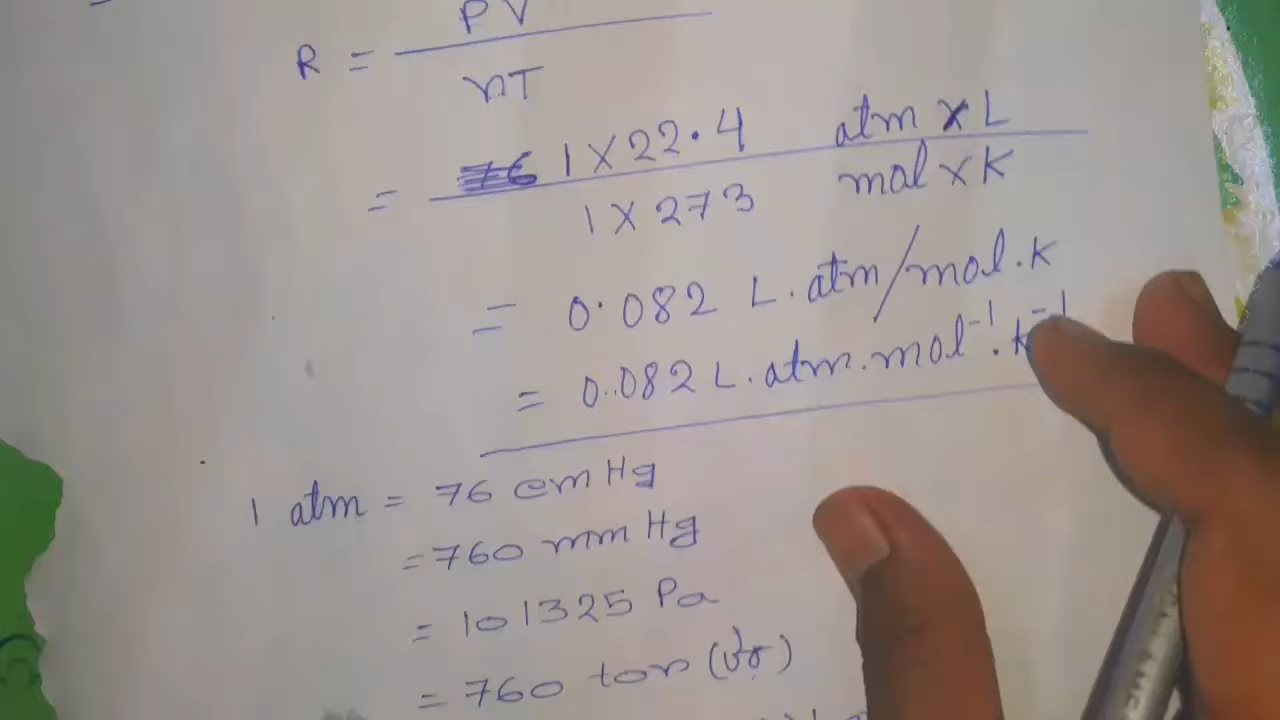 R = PV / nT
= 1 X 22.4 / 1 X 273 atm X L / mol X K
= 0.082 L. atm/mol.K
= 0.082 L. atm. mol⁻¹. K⁻¹
1 atm = 76 cm Hg
= 760 mm Hg
= 101325 Pa
= 760 torr